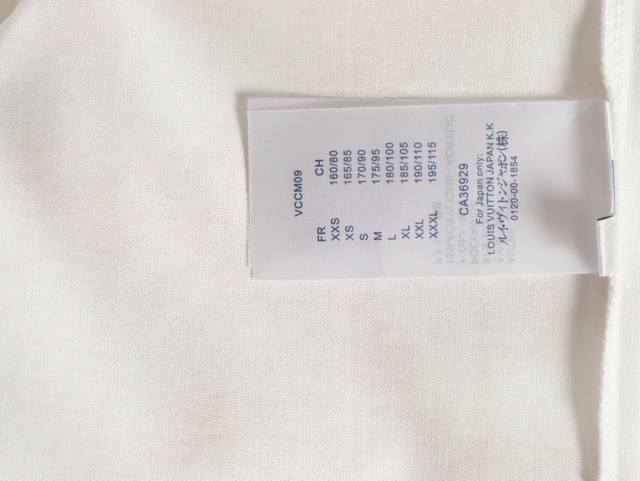 VCCM09
FR CH
XXS 160/80
XS 165/85
S 170/90
M 175/95
L 180/100
XL 185/105
XXL 190/110
XXXL 195/115
CA36929
For Japan only:
LOUIS VUITTON JAPAN K.K
ルイ・ヴィトンジャパン(株)
0120-00-1854